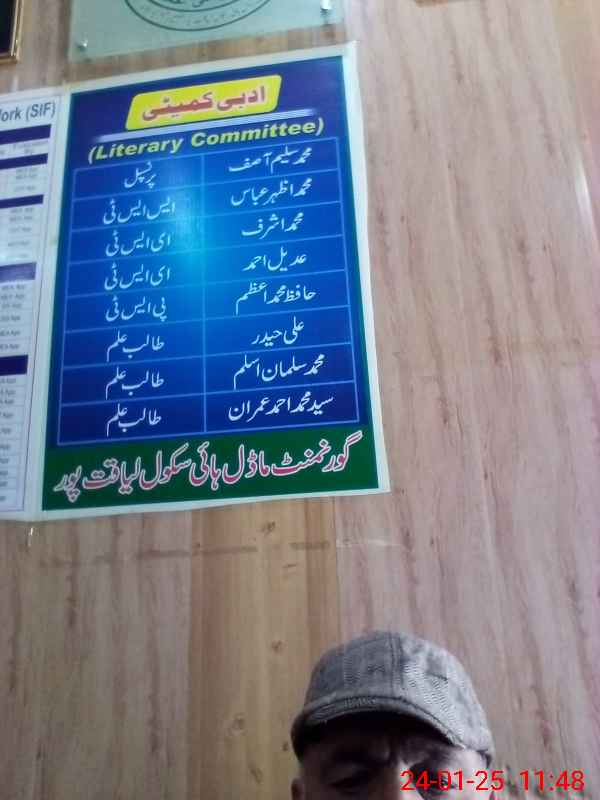 ork (SIF)
ادبی کمیٹی
(Literary Committee)
محمد سلیم آصف پرنسپل
محمد اظہر عباس ایس ایس ٹی
محمد اشرف ای ایس ٹی
عدیل احمد ای ایس ٹی
حافظ محمد اعظم پی ایس ٹی
علی حیدر طالب علم
محمد سلمان اسلم طالب علم
سید محمد احمد عمران طالب علم
گورنمنٹ ماڈل ہائی سکول لیاقت پور
24-01-25 11:48